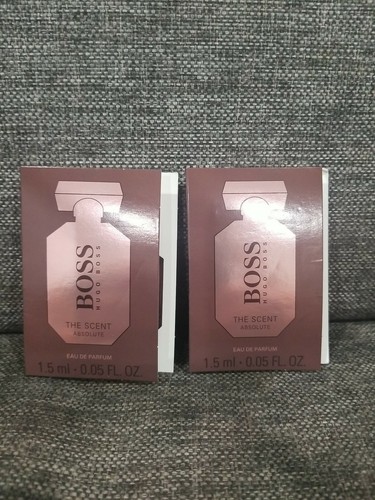 BOSS
HUGO BOSS
THE SCENT
ABSOLUTE
EAU DE PARFUM
1.5 ml · 0.05 FL. OZ.
BOSS
HUGO BOSS
THE SCENT
ABSOLUTE
EAU DE PARFUM
1.5 ml · 0.05 FL. OZ.